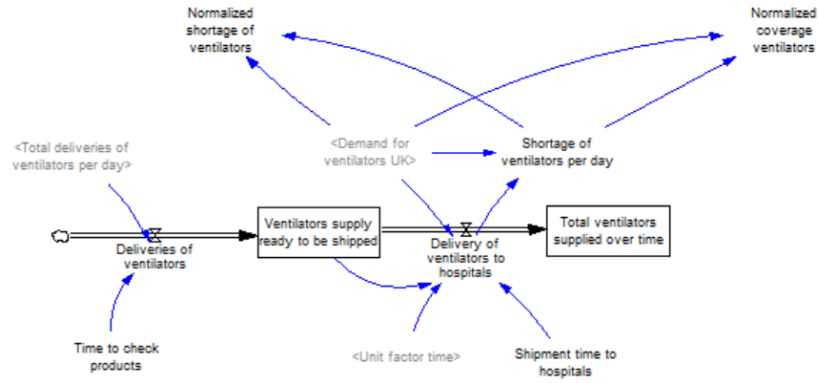 Normalized
shortage of
ventilators
Normalized
coverage
ventilators
<Total deliveries of
ventilators per day>
<Demand for
ventilators UK>
Shortage of
ventilators per day
Deliveries of
ventilators
Ventilators supply
ready to be shipped
Delivery of
ventilators to
hospitals
Total ventilators
supplied over time
Time to check
products
<Unit factor time>
Shipment time to
hospitals